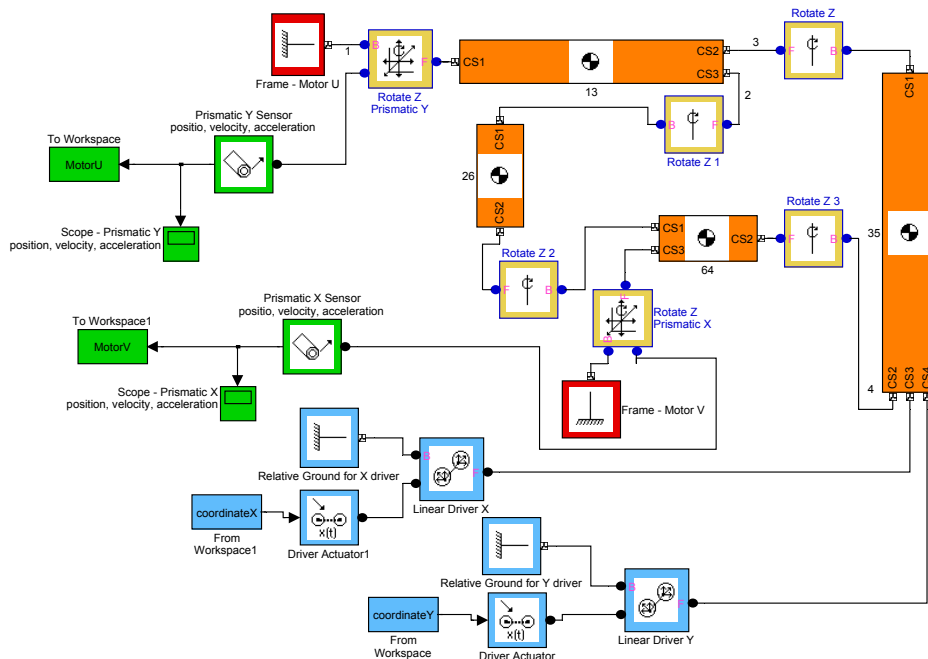 Rotate Z
B
1
Frame - Motor U
F
Rotate Z
Prismatic Y
CS1
CS2
CS3
13
3
F
B
2
CS1
B
F
Rotate Z 1
Prismatic Y Sensor
positio, velocity, acceleration
To Workspace
MotorU
Scope - Prismatic Y
position, velocity, acceleration
CS1
26
CS2
Rotate Z 2
F
B
CS1
CS3
CS2
64
Rotate Z 3
F
B
35
CS2
CS3
CS4
4
F
Rotate Z
Prismatic X
B
Frame - Motor V
Prismatic X Sensor
positio, velocity, acceleration
To Workspace1
MotorV
Scope - Prismatic X
position, velocity, acceleration
Relative Ground for X driver
B
F
Linear Driver X
coordinateX
From
Workspace1
x(t)
Driver Actuator1
Relative Ground for Y driver
B
F
Linear Driver Y
coordinateY
From
Workspace
x(t)
Driver Actuator